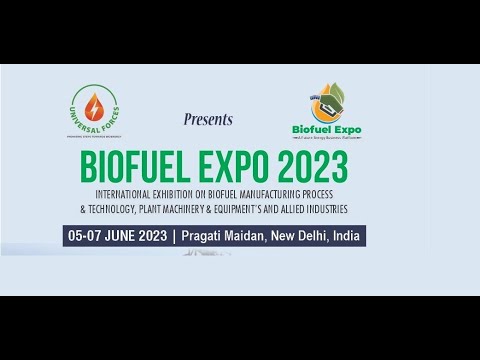 UNIVERSAL FORCES
Presents
Biofuel Expo
BIOFUEL EXPO 2023
INTERNATIONAL EXHIBITION ON BIOFUEL MANUFACTURING PROCESS
& TECHNOLOGY, PLANT MACHINERY & EQUIPMENT'S AND ALLIED INDUSTRIES
05-07 JUNE 2023 | Pragati Maidan, New Delhi, India